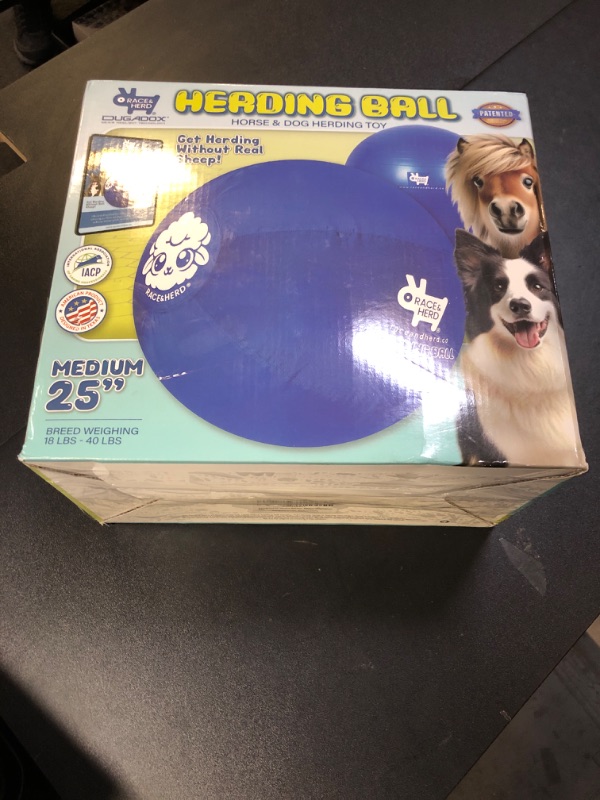 RACE&
HERD
DUGADOX
HERDING BALL
HORSE & DOG HERDING TOY
PATENTED
Get Herding
Without Real
Sheep!
IACP
RACE&HERD
RACE&
HERD
MEDIUM
25”
BREED WEIGHING
18 LBS - 40 LBS